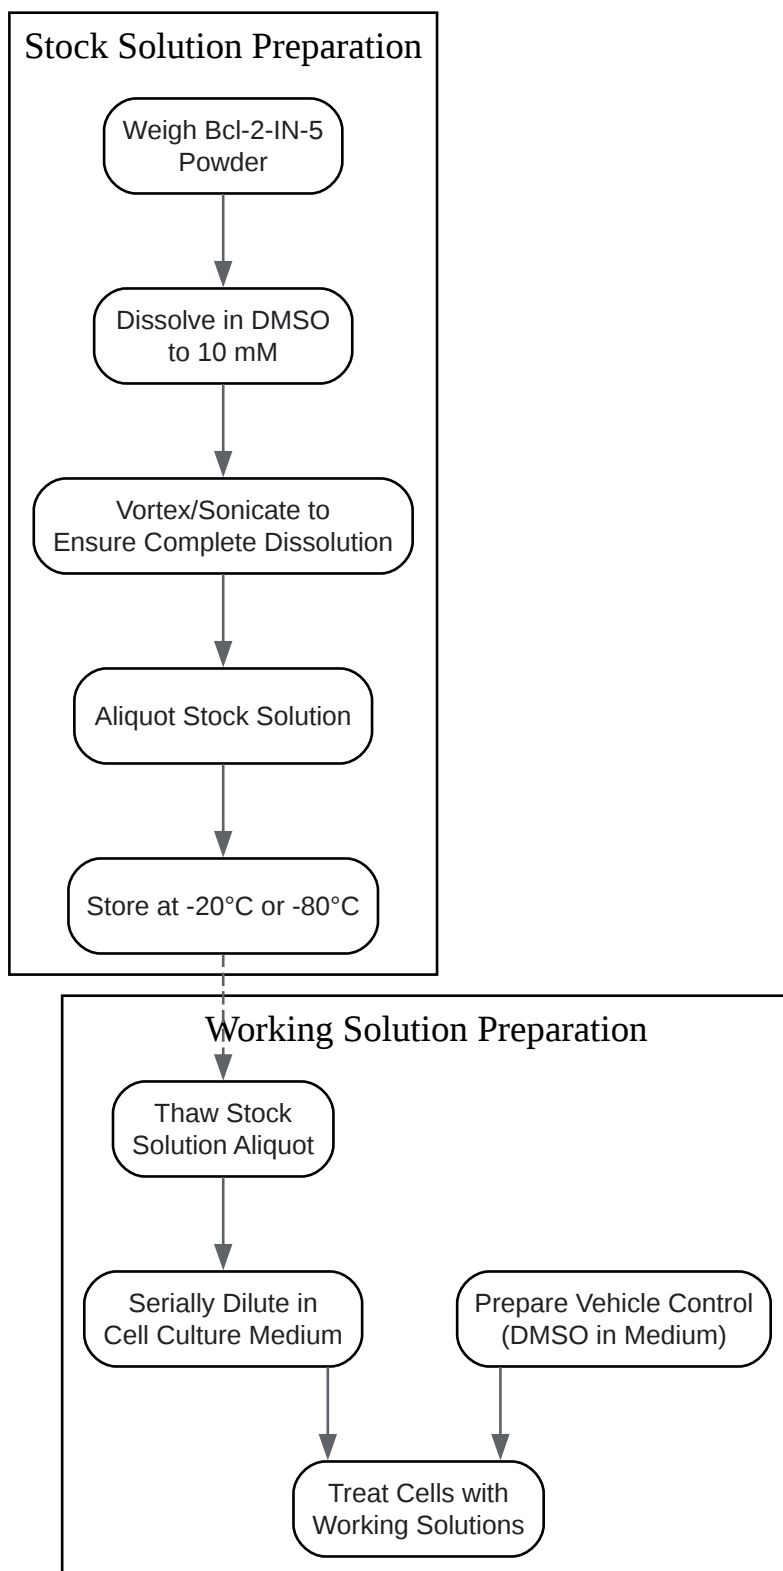 Stock Solution Preparation
Weigh Bcl-2-IN-5
Powder
Dissolve in DMSO
to 10 mM
Vortex/Sonicate to
Ensure Complete Dissolution
Aliquot Stock Solution
Store at -20°C or -80°C
Working Solution Preparation
Thaw Stock
Solution Aliquot
Serially Dilute in
Cell Culture Medium
Prepare Vehicle Control
(DMSO in Medium)
Treat Cells with
Working Solutions